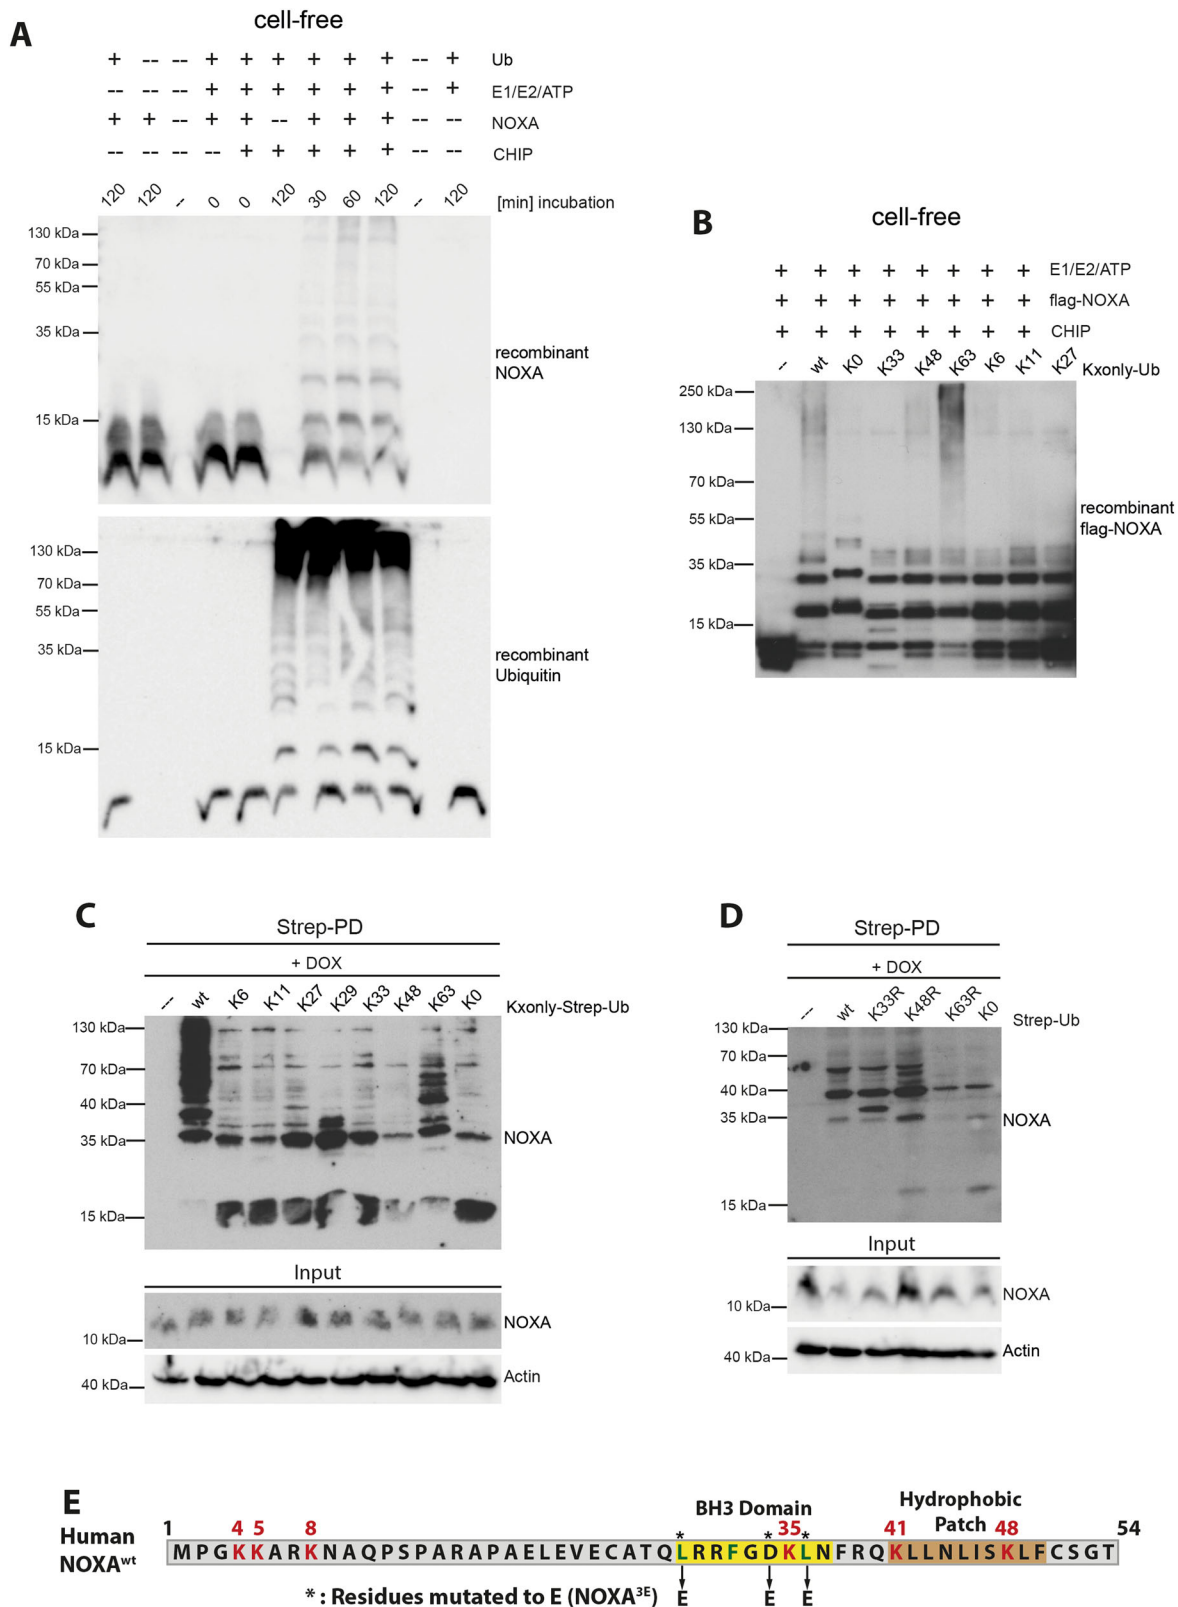 A
cell-free
+ -- -- + + + + + + -- + Ub
-- -- -- + + + + + + -- + E1/E2/ATP
+ + -- + + -- + + + -- -- NOXA
-- -- -- -- + + + + + -- -- CHIP
120 120 -- 0 0 120 30 60 120 -- 120 [min] incubation
130 kDa
70 kDa
55 kDa
35 kDa
15 kDa
recombinant
NOXA
130 kDa
70 kDa
55 kDa
35 kDa
15 kDa
recombinant
Ubiquitin
B
cell-free
+ + + + + + + + E1/E2/ATP
+ + + + + + + + flag-NOXA
+ + + + + + + + CHIP
-- wt K0 K33 K48 K63 K6 K11 K27 Kxonly-Ub
250 kDa
130 kDa
70 kDa
55 kDa
35 kDa
15 kDa
recombinant
flag-NOXA
C
Strep-PD
+ DOX
--- wt K6 K11 K27 K29 K33 K48 K63 K0 Kxonly-Strep-Ub
130 kDa
70 kDa
40 kDa
35 kDa
15 kDa
NOXA
Input
10 kDa
NOXA
40 kDa
Actin
D
Strep-PD
+ DOX
--- wt K33R K48R K63R K0 Strep-Ub
130 kDa
70 kDa
40 kDa
35 kDa
15 kDa
NOXA
Input
10 kDa
NOXA
40 kDa
Actin
E
BH3 Domain
Hydrophobic
Patch
Human
NOXAwt
1 4 5 8 * * 35 * 41 48 54
MPGKKARKNAQPSPARAPAELEVECATQLRRFGDKLNFRQKLLNLISKLFCSGT
* : Residues mutated to E (NOXA3E) E E E